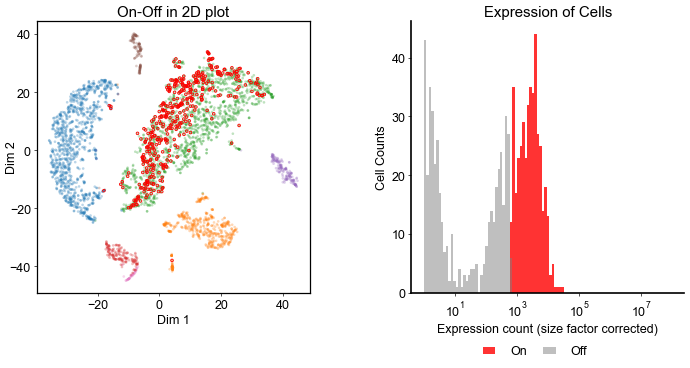 On-Off in 2D plot
40
20
0
−20
−40
Dim 2
−20
0
20
40
Dim 1
Expression of Cells
40
30
20
10
0
Cell Counts
10^1
10^3
10^5
10^7
Expression count (size factor corrected)
On
Off